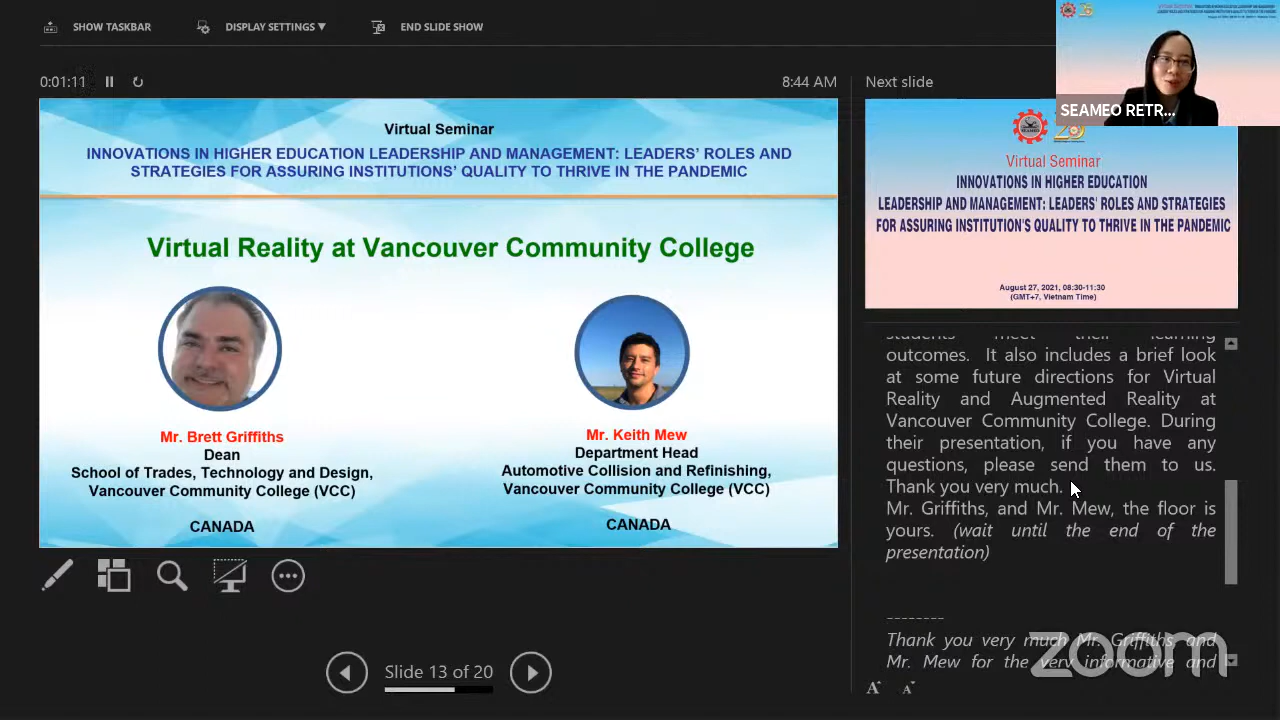 SHOW TASKBAR
DISPLAY SETTINGS ▼
END SLIDE SHOW
0:01:11
8:44 AM
Virtual Seminar
INNOVATIONS IN HIGHER EDUCATION LEADERSHIP AND MANAGEMENT: LEADERS' ROLES AND
STRATEGIES FOR ASSURING INSTITUTIONS' QUALITY TO THRIVE IN THE PANDEMIC
Virtual Reality at Vancouver Community College
Mr. Brett Griffiths
Dean
School of Trades, Technology and Design,
Vancouver Community College (VCC)
CANADA
Mr. Keith Mew
Department Head
Automotive Collision and Refinishing,
Vancouver Community College (VCC)
CANADA
Slide 13 of 20
Next slide
SEAMEO RETR...
SEAMEO
Virtual Seminar
INNOVATIONS IN HIGHER EDUCATION
LEADERSHIP AND MANAGEMENT: LEADERS' ROLES AND STRATEGIES
FOR ASSURING INSTITUTION'S QUALITY TO THRIVE IN THE PANDEMIC
August 27, 2021, 08:30-11:30
(GMT+7, Vietnam Time)
students meet their learning
outcomes. It also includes a brief look
at some future directions for Virtual
Reality and Augmented Reality at
Vancouver Community College. During
their presentation, if you have any
questions, please send them to us.
Thank you very much.
Mr. Griffiths, and Mr. Mew, the floor is
yours. (wait until the end of the
presentation)
--------
Thank you very much Mr. Griffiths and
Mr. Mew for the very informative and
zoom
A A